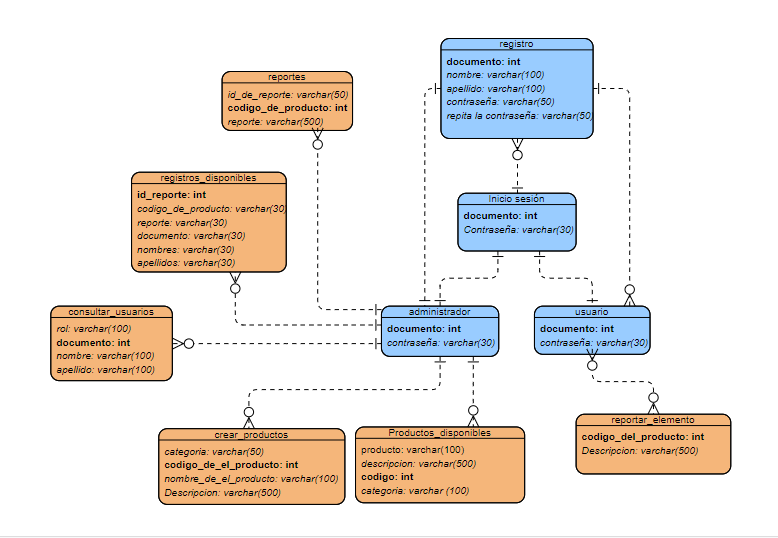 registro
documento: int
nombre: varchar(100)
apellido: varchar(100)
contraseña: varchar(50)
repita la contraseña: varchar(50)
reportes
id_de_reporte: varchar(50)
codigo_de_producto: int
reporte: varchar(500)
registros_disponibles
id_reporte: int
codigo_de_producto: varchar(30)
reporte: varchar(30)
documento: varchar(30)
nombres: varchar(30)
apellidos: varchar(30)
Inicio sesión
documento: int
Contraseña: varchar(30)
consultar_usuarios
rol: varchar(100)
documento: int
nombre: varchar(100)
apellido: varchar(100)
administrador
documento: int
contraseña: varchar(30)
usuario
documento: int
contraseña: varchar(30)
crear_productos
categoria: varchar(50)
codigo_de_el_producto: int
nombre_de_el_producto: varchar(100)
Descripcion: varchar(500)
Productos_disponibles
producto: varchar(100)
descripcion: varchar(500)
codigo: int
categoria: varchar (100)
reportar_elemento
codigo_del_producto: int
Descripcion: varchar(500)